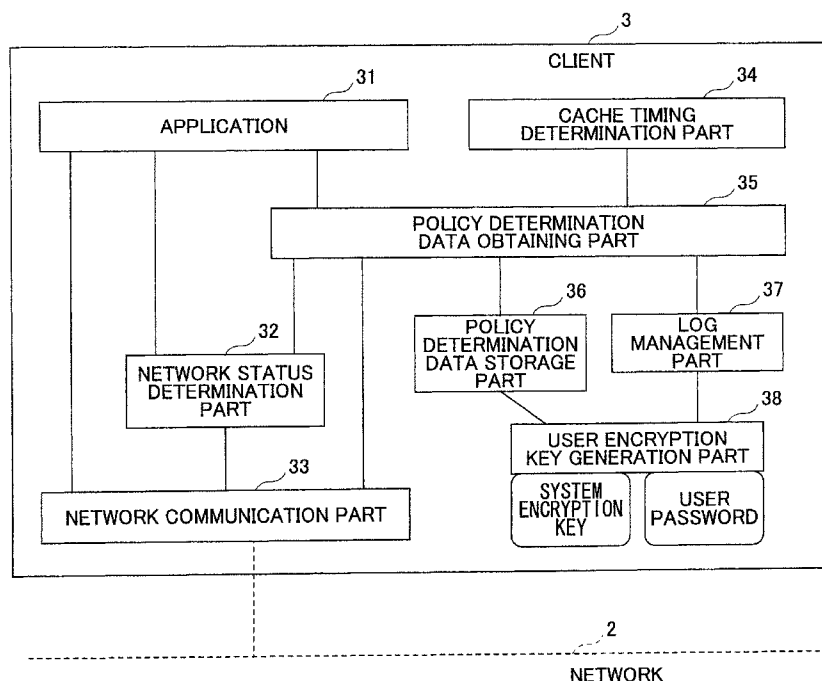 3
CLIENT
31
APPLICATION
34
CACHE TIMING
DETERMINATION PART
35
POLICY DETERMINATION
DATA OBTAINING PART
32
NETWORK STATUS
DETERMINATION
PART
36
POLICY
DETERMINATION
DATA STORAGE
PART
37
LOG
MANAGEMENT
PART
38
USER ENCRYPTION
KEY GENERATION PART
33
NETWORK COMMUNICATION PART
SYSTEM
ENCRYPTION
KEY
USER
PASSWORD
2
NETWORK